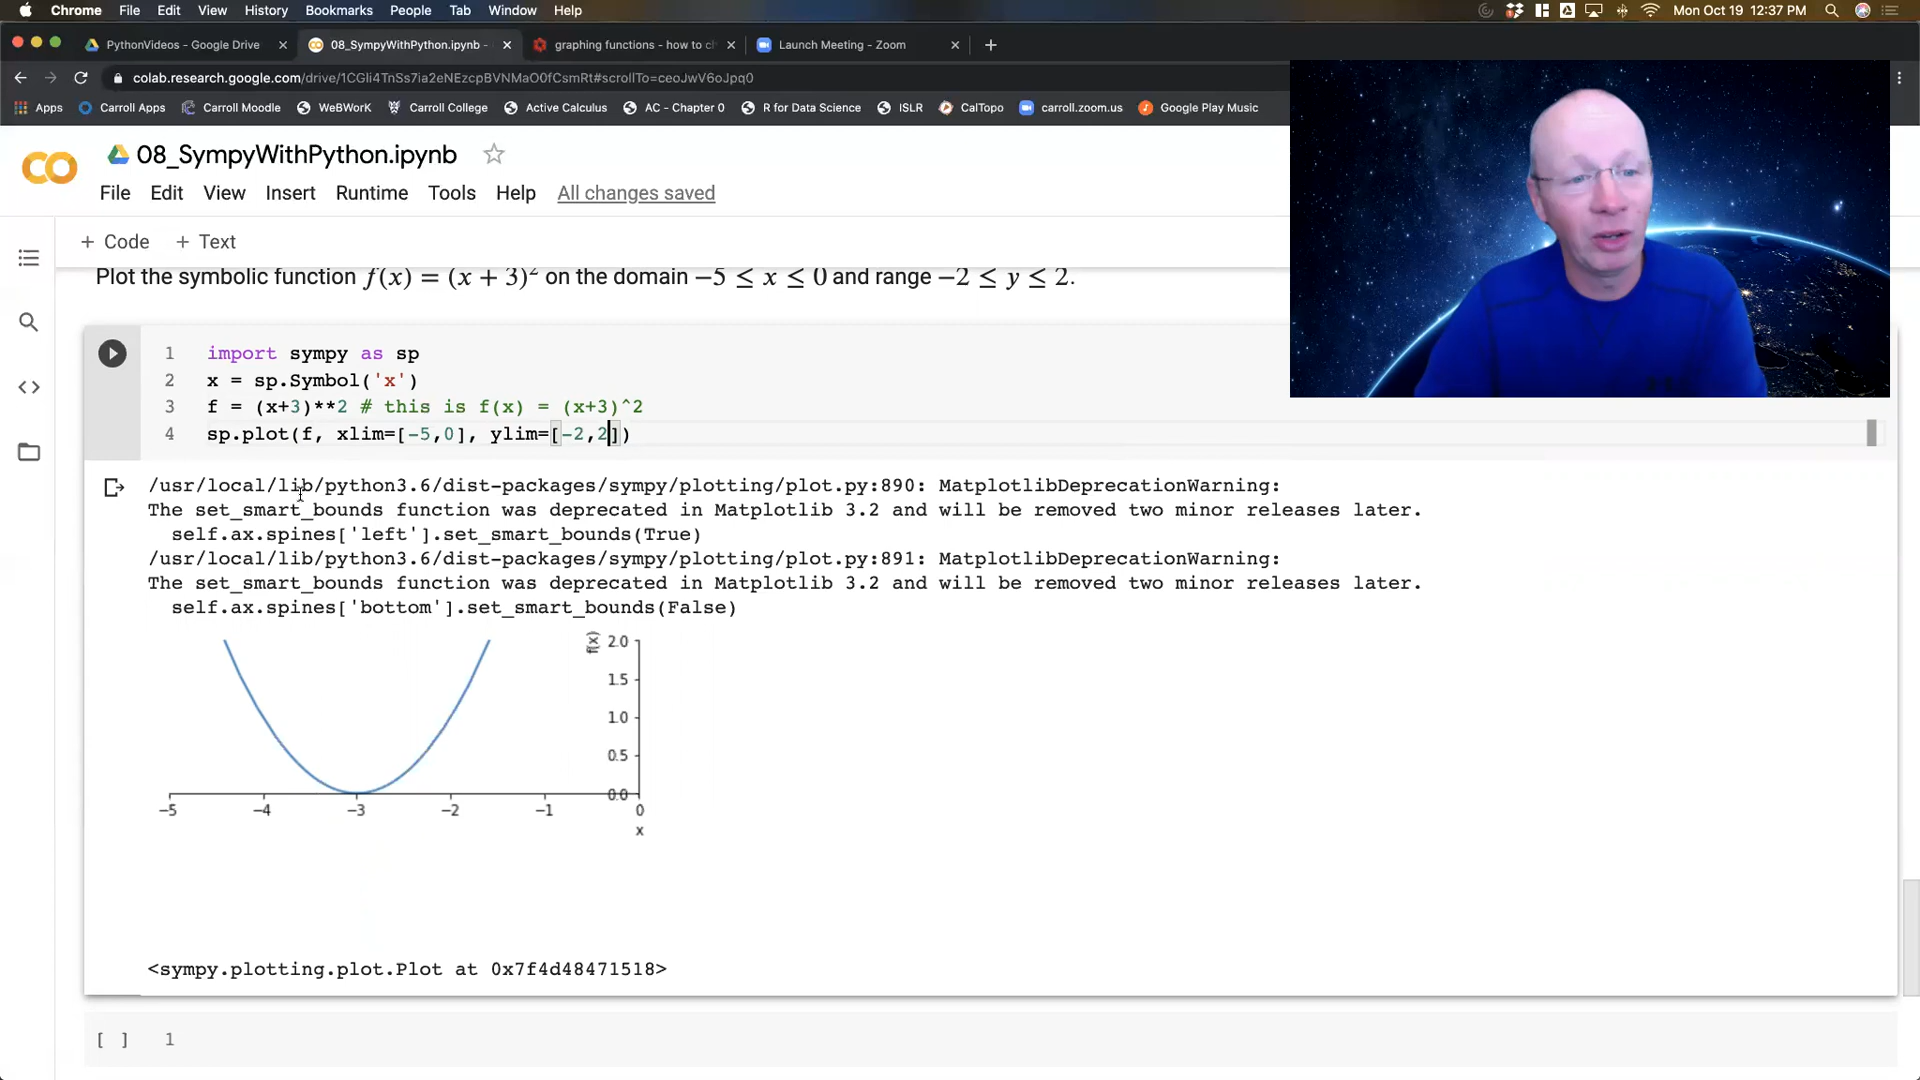 Chrome File Edit View History Bookmarks People Tab Window Help Mon Oct 19 12:37 PM
PythonVideos - Google Drive 08_SympyWithPython.ipynb - graphing functions - how to cl Launch Meeting - Zoom
colab.research.google.com/drive/1CGIi4TnSs7ia2eNEzcpBVNMaO0fCsmRt#scrollTo=ceoJwV6oJpq0
Apps Carroll Apps Carroll Moodle WeBWorK Carroll College Active Calculus AC - Chapter 0 R for Data Science ISLR CalTopo carroll.zoom.us Google Play Music
08_SympyWithPython.ipynb
File Edit View Insert Runtime Tools Help All changes saved
+ Code + Text
Plot the symbolic function f(x) = (x + 3)² on the domain −5 ≤ x ≤ 0 and range −2 ≤ y ≤ 2.
1 import sympy as sp
2 x = sp.Symbol('x')
3 f = (x+3)**2 # this is f(x) = (x+3)^2
4 sp.plot(f, xlim=[-5,0], ylim=[-2,2])
/usr/local/lib/python3.6/dist-packages/sympy/plotting/plot.py:890: MatplotlibDeprecationWarning:
The set_smart_bounds function was deprecated in Matplotlib 3.2 and will be removed two minor releases later.
self.ax.spines['left'].set_smart_bounds(True)
/usr/local/lib/python3.6/dist-packages/sympy/plotting/plot.py:891: MatplotlibDeprecationWarning:
The set_smart_bounds function was deprecated in Matplotlib 3.2 and will be removed two minor releases later.
self.ax.spines['bottom'].set_smart_bounds(False)
f(x) 2.0
1.5
1.0
0.5
0.0
−5 −4 −3 −2 −1 0
x
<sympy.plotting.plot.Plot at 0x7f4d48471518>
[ ] 1